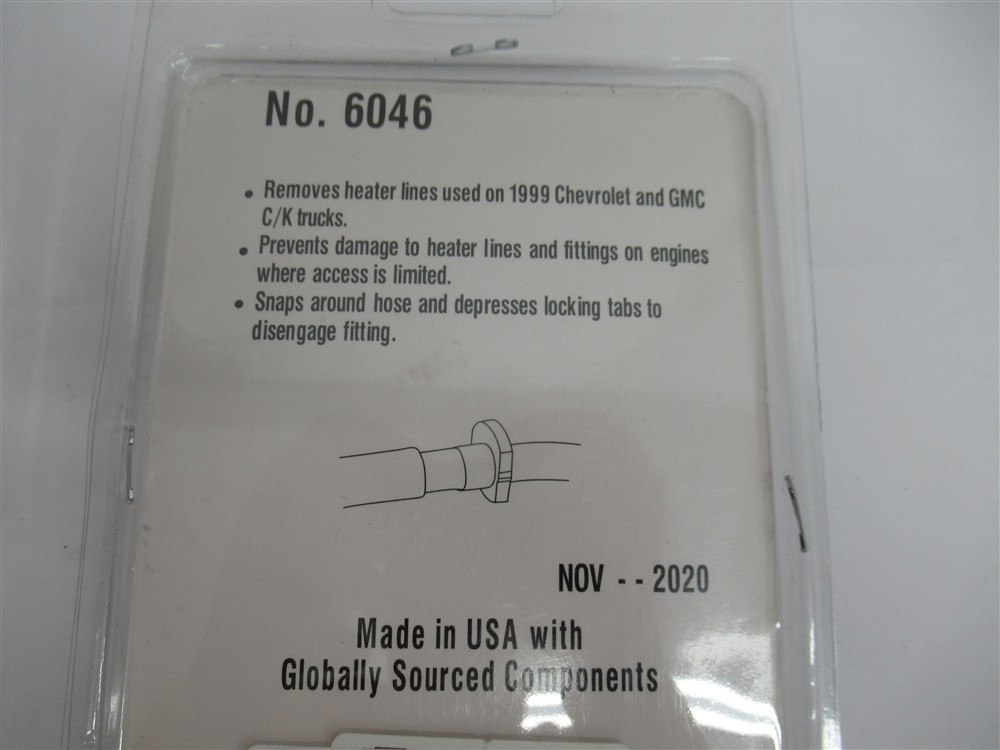 No. 6046
• Removes heater lines used on 1999 Chevrolet and GMC
C/K trucks.
• Prevents damage to heater lines and fittings on engines
where access is limited.
• Snaps around hose and depresses locking tabs to
disengage fitting.
NOV - - 2020
Made in USA with
Globally Sourced Components